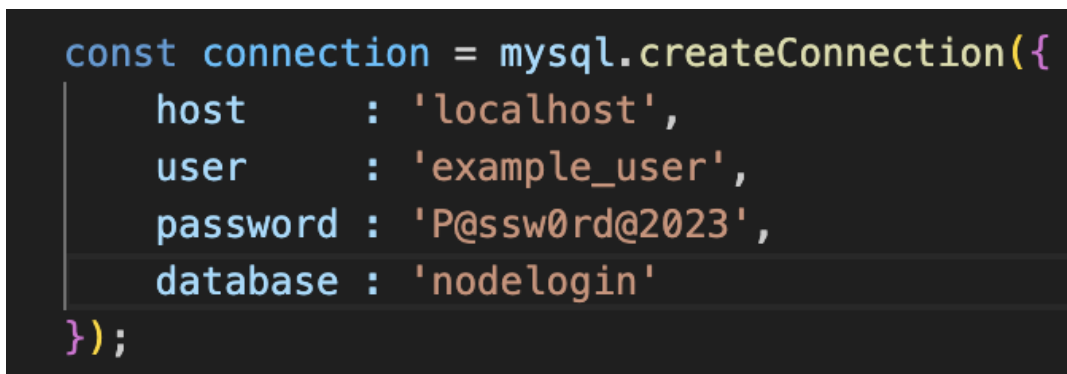 const connection = mysql.createConnection({
    host     : 'localhost',
    user     : 'example_user',
    password : 'P@ssw0rd@2023',
    database : 'nodelogin'
});